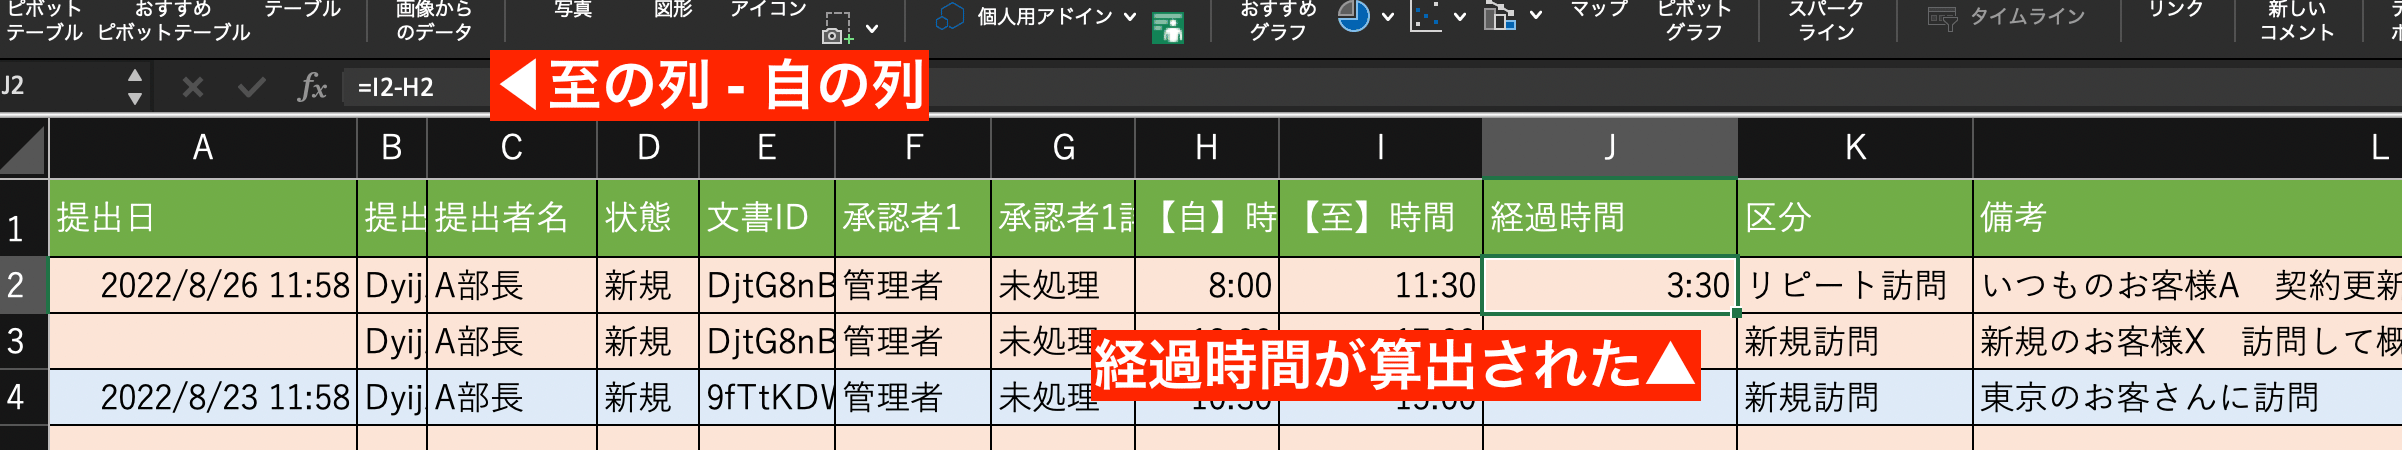 ピボット
テーブル
おすすめ
ピボットテーブル
テーブル
画像から
のデータ
写真
図形
アイコン
個人用アドイン
おすすめ
グラフ
マップ
ピボット
グラフ
スパーク
ライン
タイムライン
リンク
新しい
コメント
J2
fx
=I2-H2
◀至の列 - 自の列
A B C D E F G H I J K L
1 提出日 提出 提出者名 状態 文書ID 承認者1 承認者1 【自】時 【至】時間 経過時間 区分 備考
2 2022/8/26 11:58 Dyij A部長 新規 DjtG8nB 管理者 未処理 8:00 11:30 3:30 リピート訪問 いつものお客様A 契約更新
3 Dyij A部長 新規 DjtG8nB 管理者 未処理 新規訪問 新規のお客様X 訪問して概
経過時間が算出された▲
4 2022/8/23 11:58 Dyij A部長 新規 9fTtKDW 管理者 未処理 新規訪問 東京のお客さんに訪問